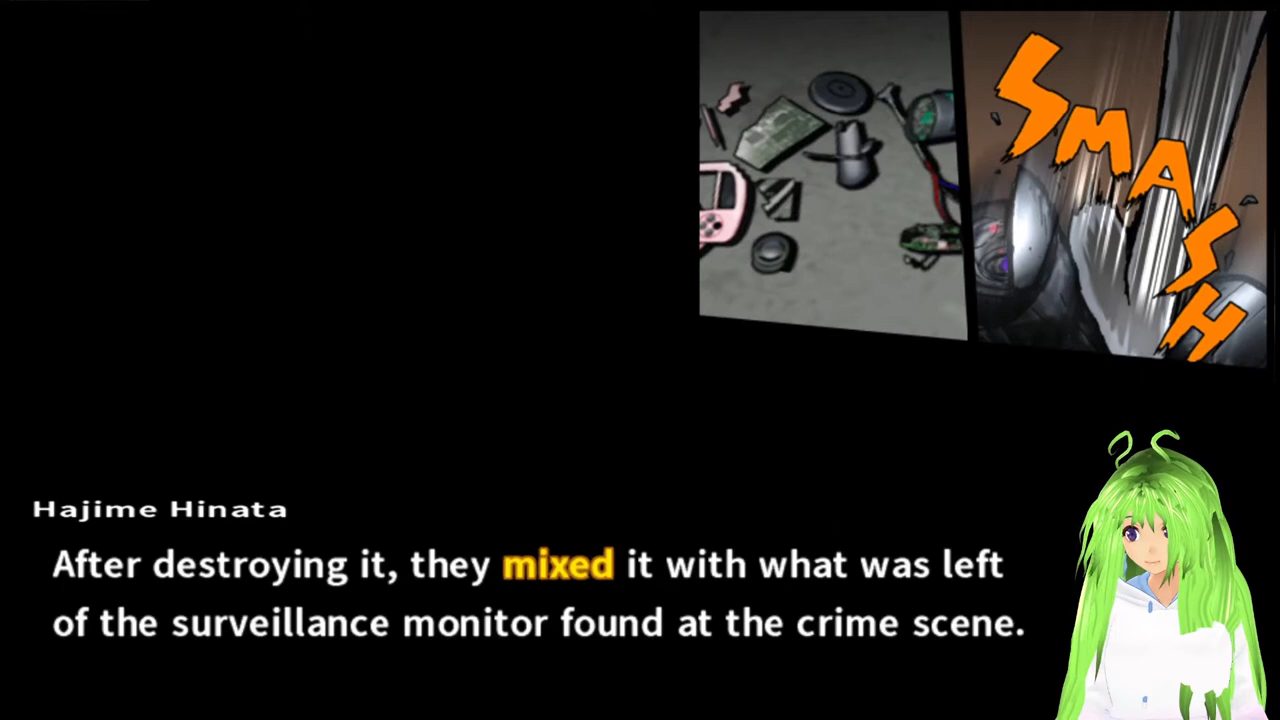 SMASH
Hajime Hinata
After destroying it, they mixed it with what was left
of the surveillance monitor found at the crime scene.